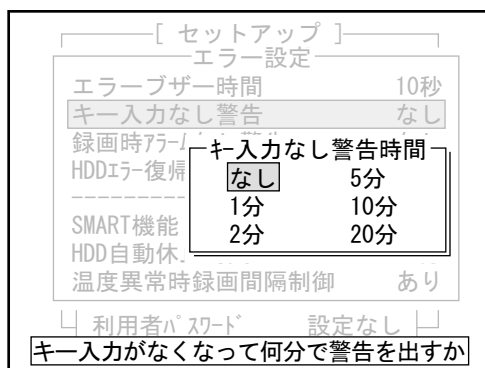 [ セットアップ ]
エラー設定
エラーブザー時間 10秒
キー入力なし警告 なし
録画時ｱﾗｰﾑ
キー入力なし警告時間
HDDｴﾗｰ復帰
なし 5分
1分 10分
SMART機能
2分 20分
HDD自動休
温度異常時録画間隔制御 あり
利用者ﾊﾟｽﾜｰﾄﾞ 設定なし
キー入力がなくなって何分で警告を出すか